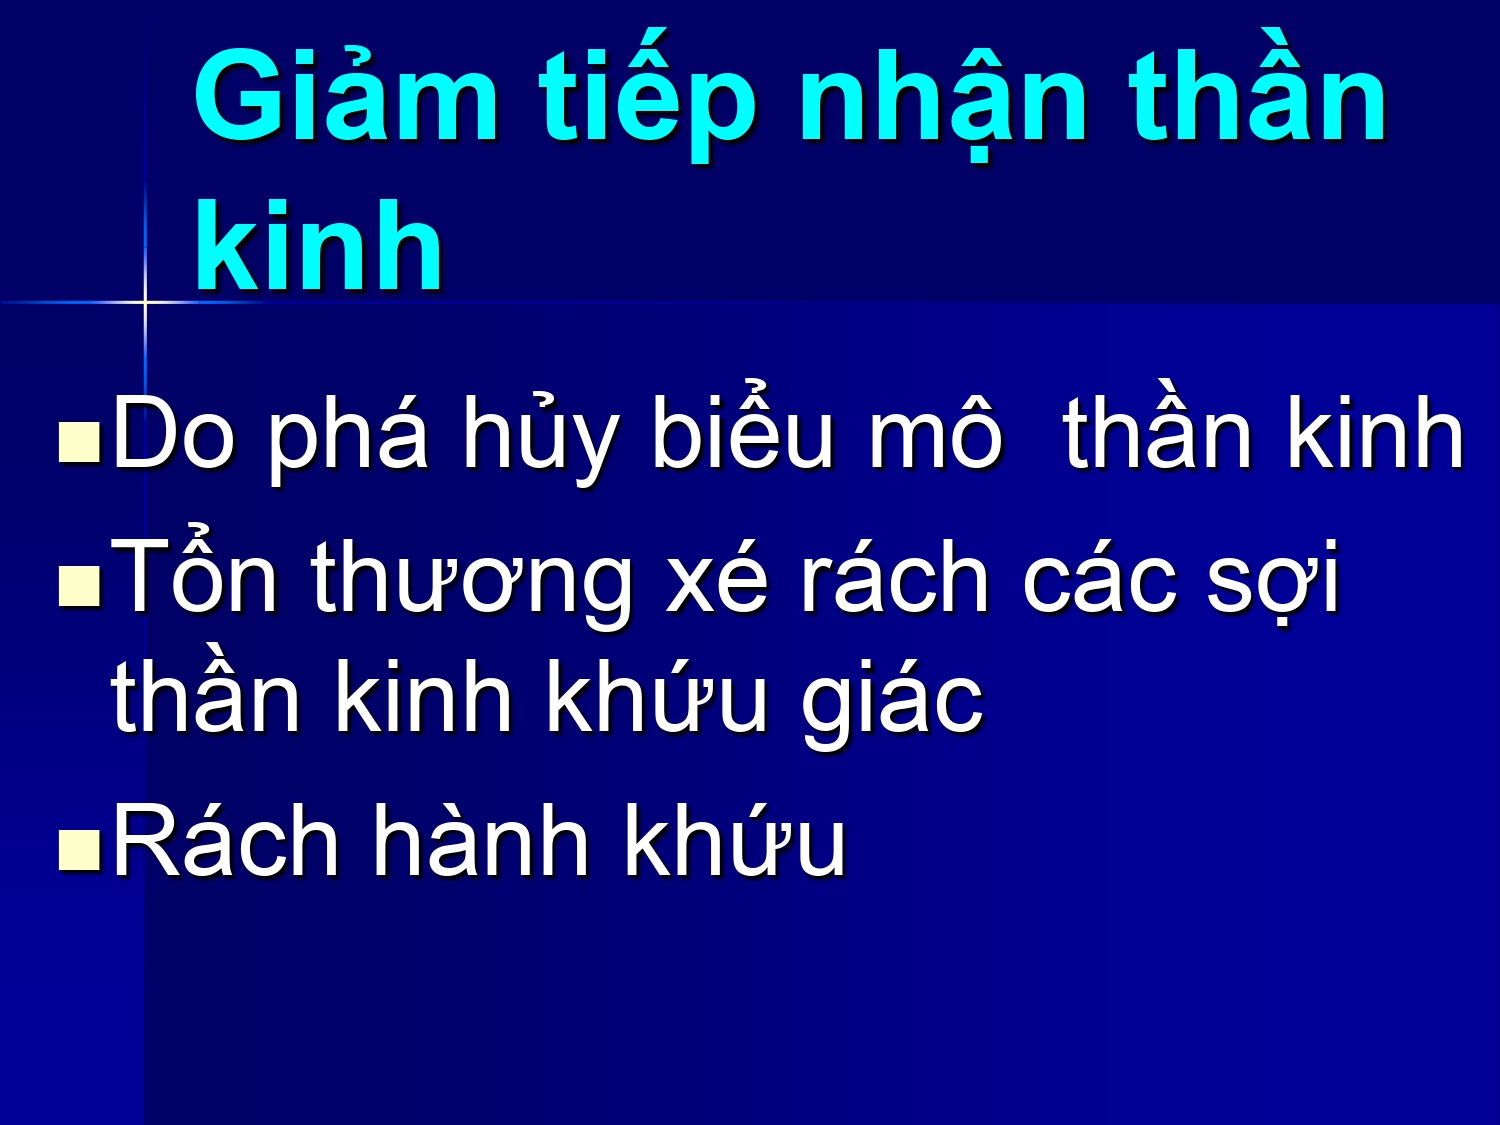 Giảm tiếp nhận thần
kinh
Do phá hủy biểu mô thần kinh
Tổn thương xé rách các sợi
thần kinh khứu giác
Rách hành khứu